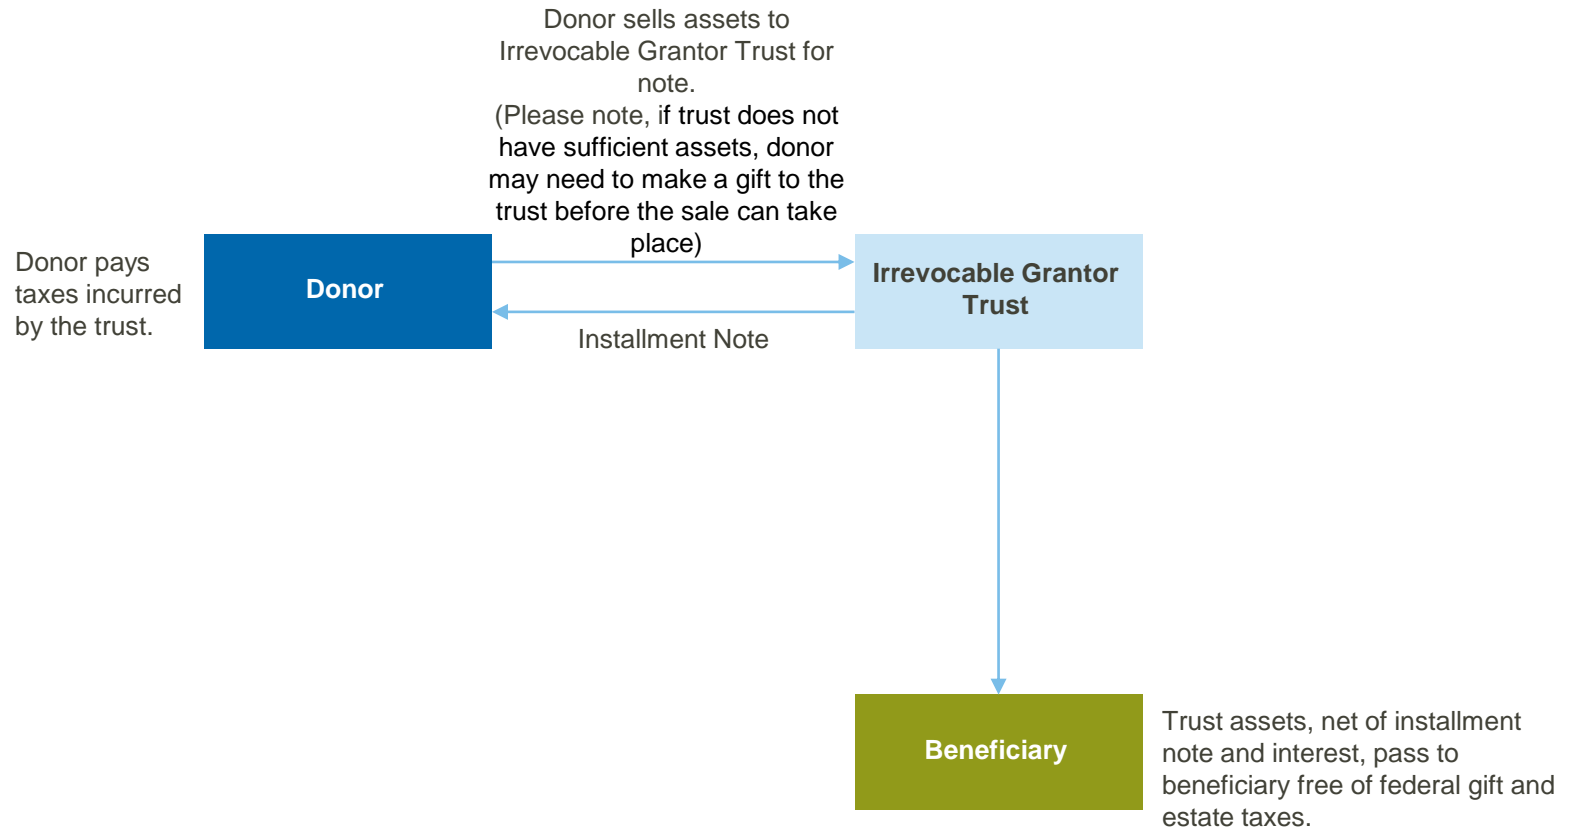 Donor sells assets to
Irrevocable Grantor Trust for
note.
(Please note, if trust does not
have sufficient assets, donor
may need to make a gift to the
trust before the sale can take
place)
Donor pays
taxes incurred
by the trust.
Donor
Irrevocable Grantor
Trust
Installment Note
Beneficiary
Trust assets, net of installment
note and interest, pass to
beneficiary free of federal gift and
estate taxes.